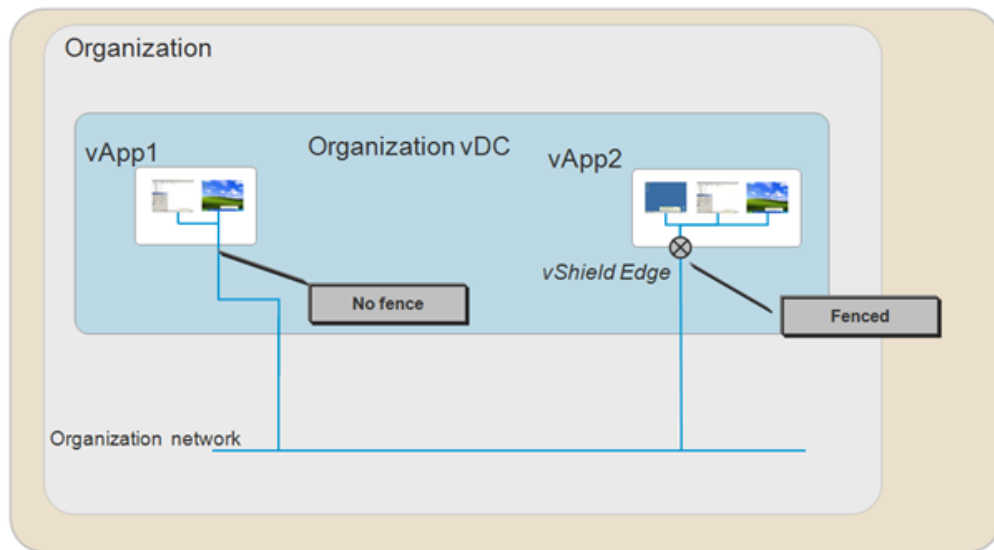 Organization
vApp1
Organization vDC
vApp2
vShield Edge
No fence
Fenced
Organization network